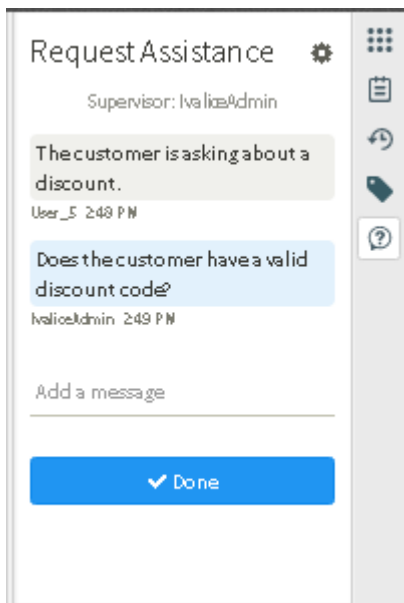 Request Assistance
Supervisor: IvaliceAdmin
The customer is asking about a
discount.
User_5 2:48 PM
Does the customer have a valid
discount code?
IvaliceAdmin 2:49 PM
Add a message
Done